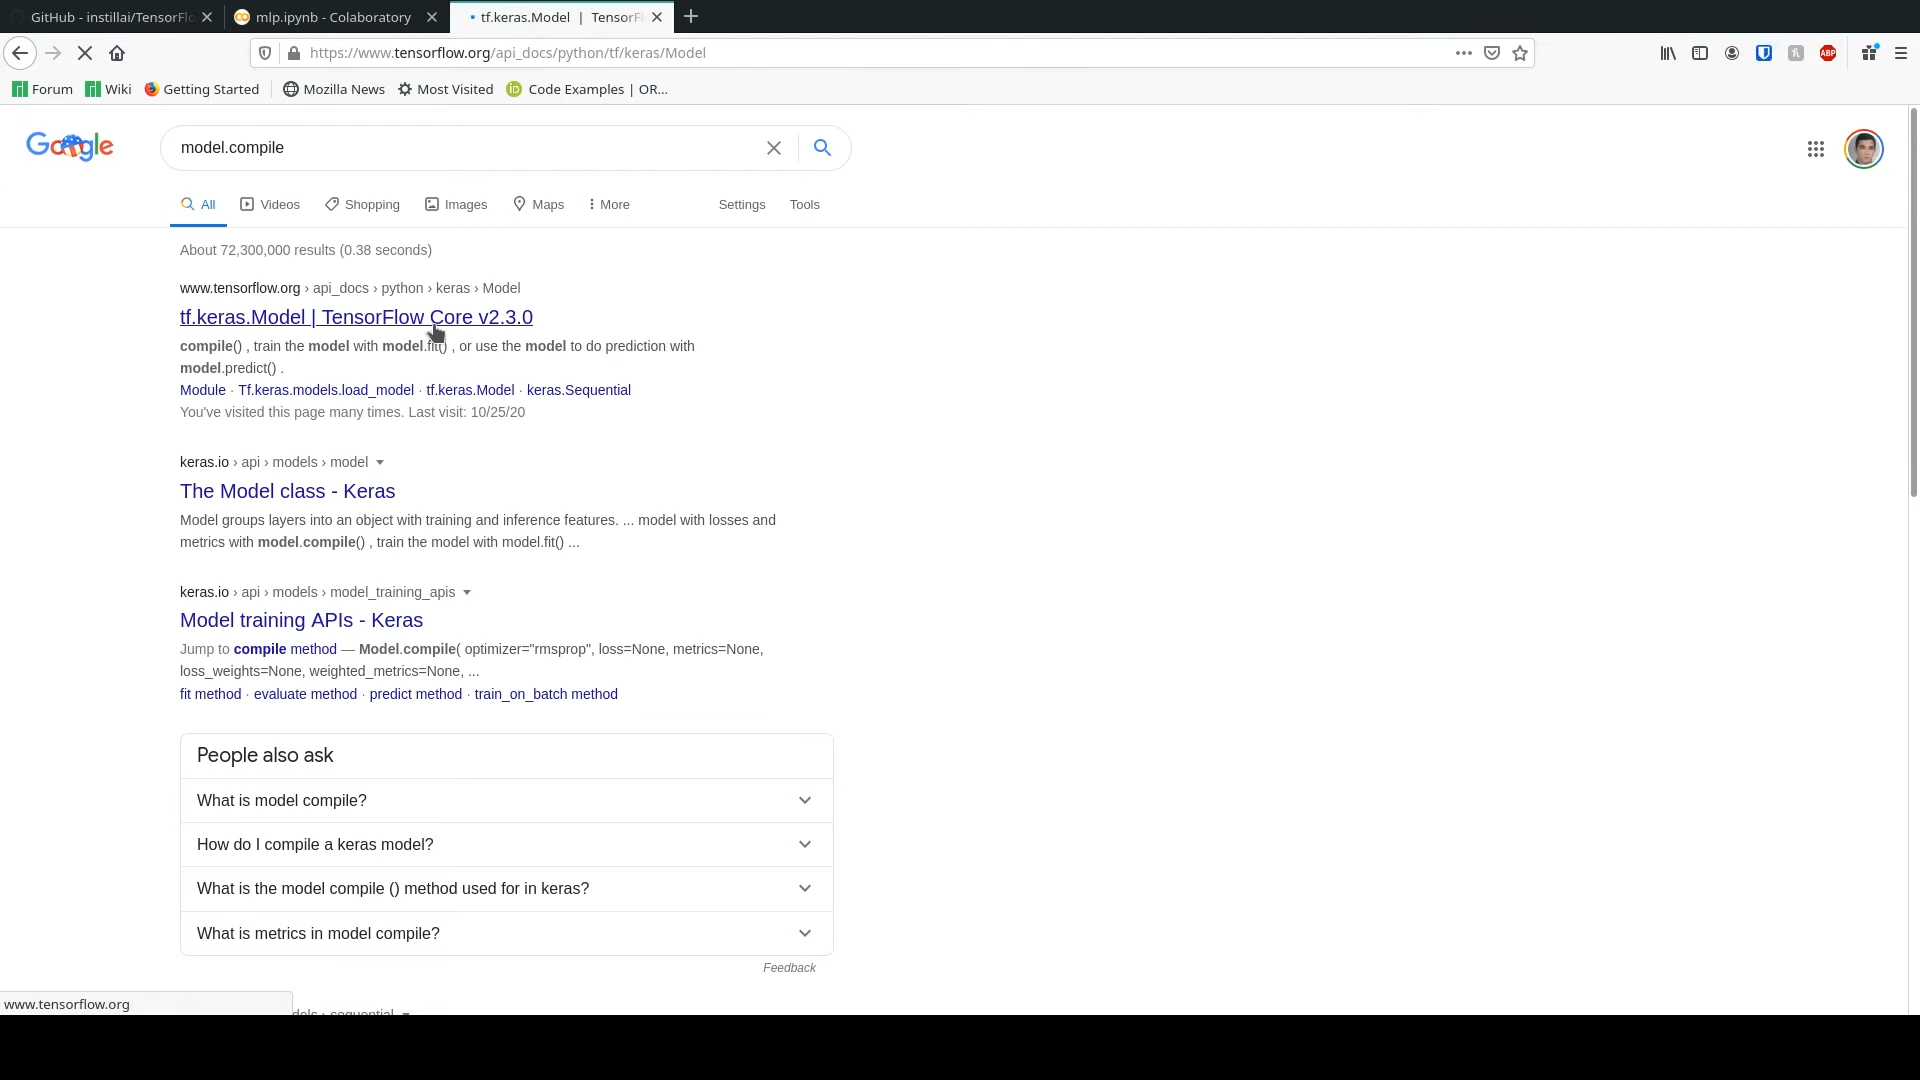 GitHub - instillai/TensorFlo
mlp.ipynb - Colaboratory
tf.keras.Model | TensorF
https://www.tensorflow.org/api_docs/python/tf/keras/Model
ABP
Forum
Wiki
Getting Started
Mozilla News
Most Visited
Code Examples | OR...
Google
model.compile
All
Videos
Shopping
Images
Maps
More
Settings
Tools
About 72,300,000 results (0.38 seconds)
www.tensorflow.org › api_docs › python › keras › Model
tf.keras.Model | TensorFlow Core v2.3.0
compile() , train the model with model.fit() , or use the model to do prediction with
model.predict() .
Module · Tf.keras.models.load_model · tf.keras.Model · keras.Sequential
You've visited this page many times. Last visit: 10/25/20
keras.io › api › models › model
The Model class - Keras
Model groups layers into an object with training and inference features. ... model with losses and
metrics with model.compile() , train the model with model.fit() ...
keras.io › api › models › model_training_apis
Model training APIs - Keras
Jump to compile method — Model.compile( optimizer="rmsprop", loss=None, metrics=None,
loss_weights=None, weighted_metrics=None, ...
fit method · evaluate method · predict method · train_on_batch method
People also ask
What is model compile?
How do I compile a keras model?
What is the model compile () method used for in keras?
What is metrics in model compile?
Feedback
www.tensorflow.org
dels › sequential